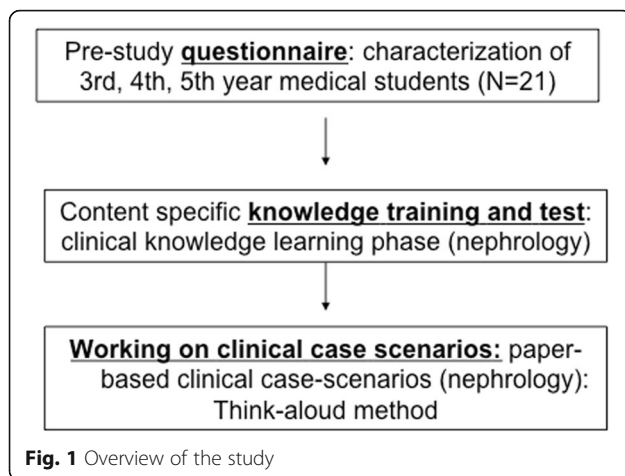 Pre-study questionnaire: characterization of
3rd, 4th, 5th year medical students (N=21)
Content specific knowledge training and test:
clinical knowledge learning phase (nephrology)
Working on clinical case scenarios: paper-
based clinical case-scenarios (nephrology):
Think-aloud method
Fig. 1 Overview of the study